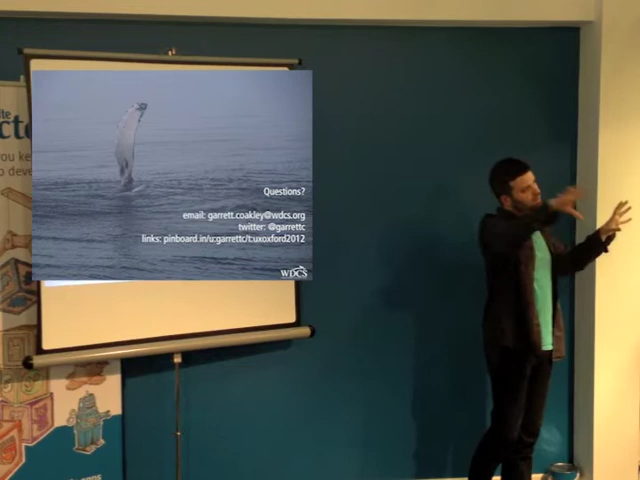 Questions?
email: garrett.coakley@wdcs.org
twitter: @garrettc
links: pinboard.in/u:garrettc/t:uxoxford2012
WDCS